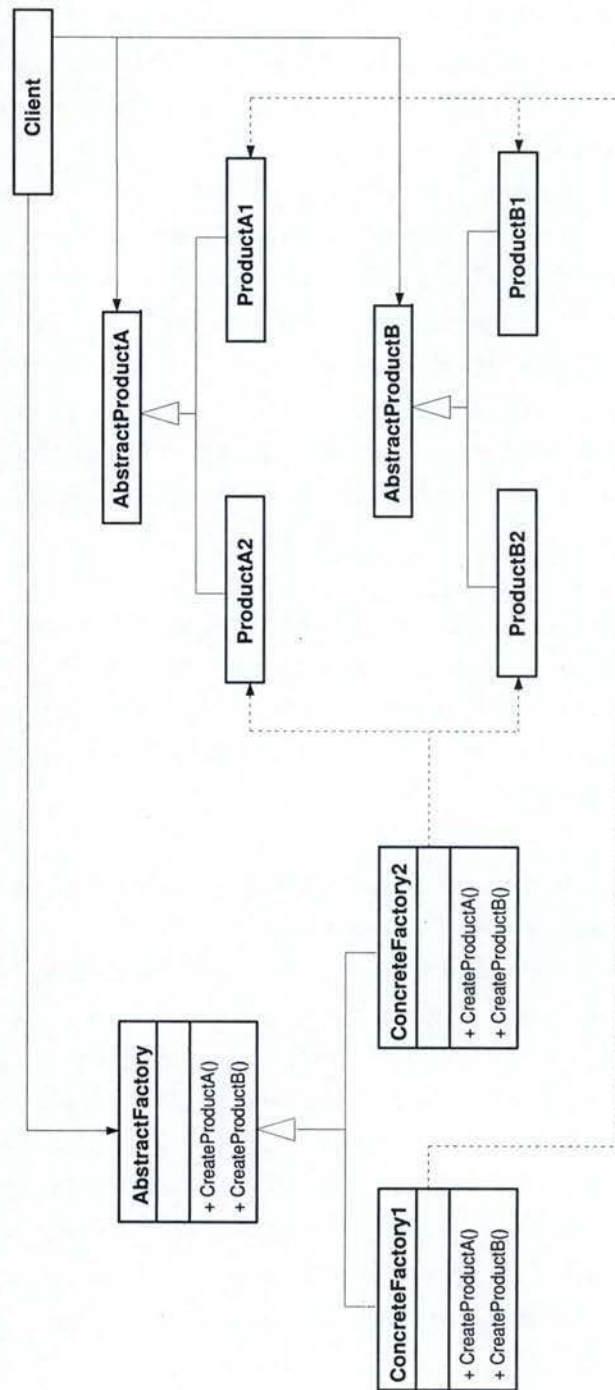 Client
AbstractFactory
+ CreateProductA()
+ CreateProductB()
AbstractProductA
ProductA2
ProductA1
ConcreteFactory1
+ CreateProductA()
+ CreateProductB()
ConcreteFactory2
+ CreateProductA()
+ CreateProductB()
AbstractProductB
ProductB2
ProductB1